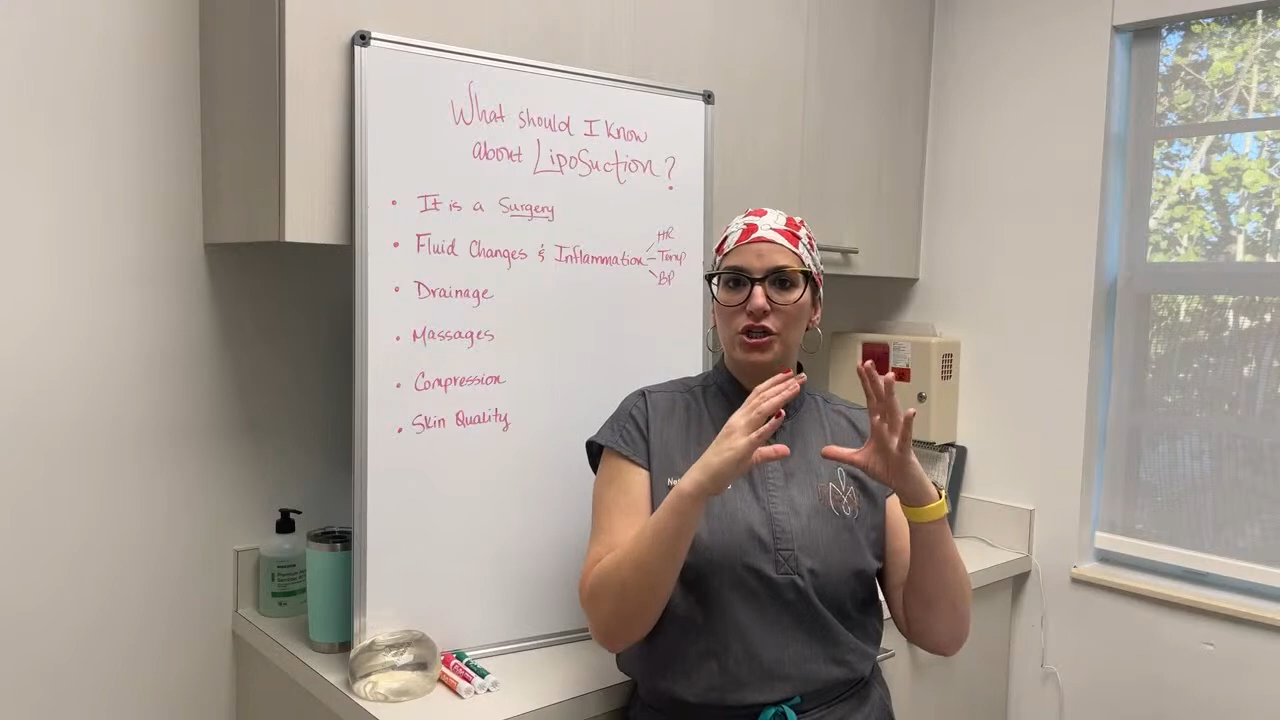 What should I know
about LipoSuction?
• It is a Surgery
• Fluid Changes & Inflammation
HR
Temp
BP
• Drainage
• Massages
• Compression
• Skin Quality